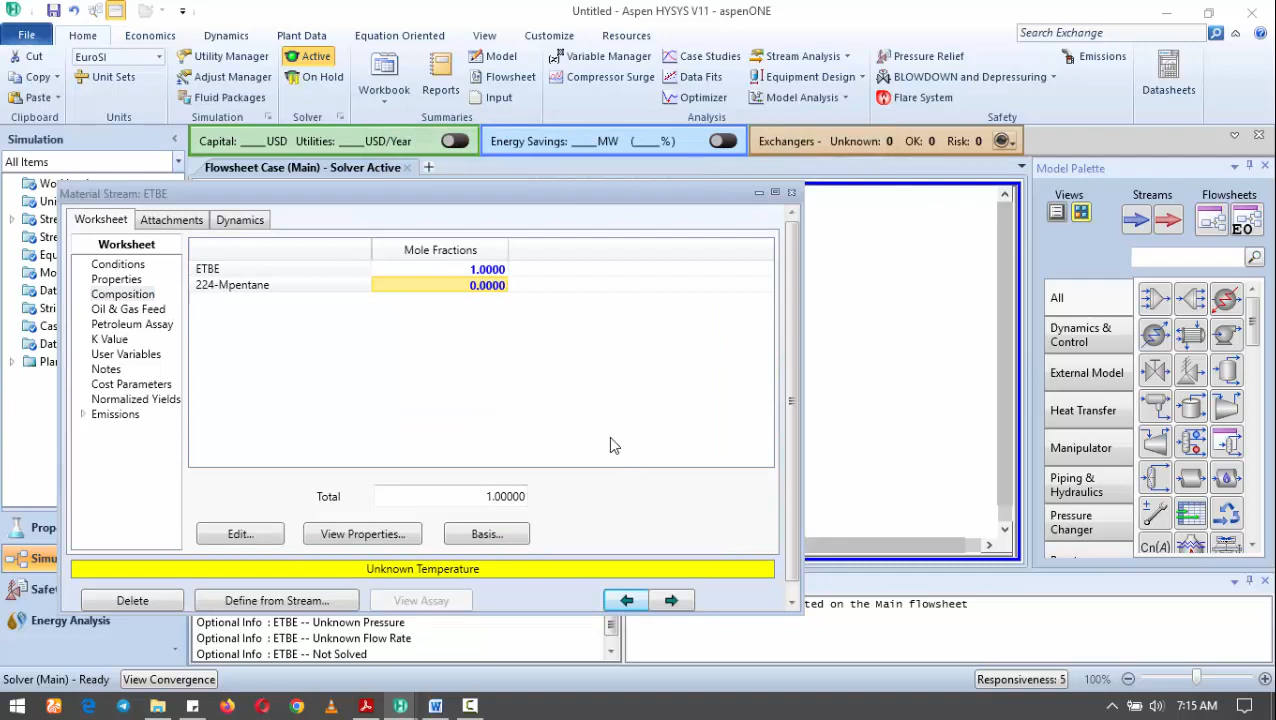 Untitled - Aspen HYSYS V11 - aspenONE
File Home Economics Dynamics Plant Data Equation Oriented View Customize Resources Search Exchange
Cut EuroSI Utility Manager Active Model Variable Manager Case Studies Stream Analysis Pressure Relief Emissions
Copy Unit Sets Adjust Manager On Hold Flowsheet Compressor Surge Data Fits Equipment Design BLOWDOWN and Depressuring
Paste Fluid Packages Workbook Reports Input Optimizer Model Analysis Flare System Datasheets
Clipboard Units Simulation Solver Summaries Analysis Safety
Simulation Capital: ____USD Utilities: ____USD/Year Energy Savings: ____MW (____%) Exchangers - Unknown: 0 OK: 0 Risk: 0
All Items Flowsheet Case (Main) - Solver Active Model Palette
Material Stream: ETBE Views Streams Flowsheets
Worksheet Attachments Dynamics
EO
Worksheet Mole Fractions
Conditions ETBE 1.0000
Properties 224-Mpentane 0.0000
Composition
Oil & Gas Feed
Petroleum Assay
K Value
User Variables
Notes
Cost Parameters
Normalized Yields
Emissions
All
Dynamics &
Control
External Model
Heat Transfer
Manipulator
Piping &
Hydraulics
Pressure
Changer
Cn(A)
Total 1.00000
Edit... View Properties... Basis...
Unknown Temperature
Delete Define from Stream... View Assay
ted on the Main flowsheet
Energy Analysis
Optional Info : ETBE -- Unknown Pressure
Optional Info : ETBE -- Unknown Flow Rate
Optional Info : ETBE -- Not Solved
Solver (Main) - Ready View Convergence Responsiveness: 5 100%
7:15 AM